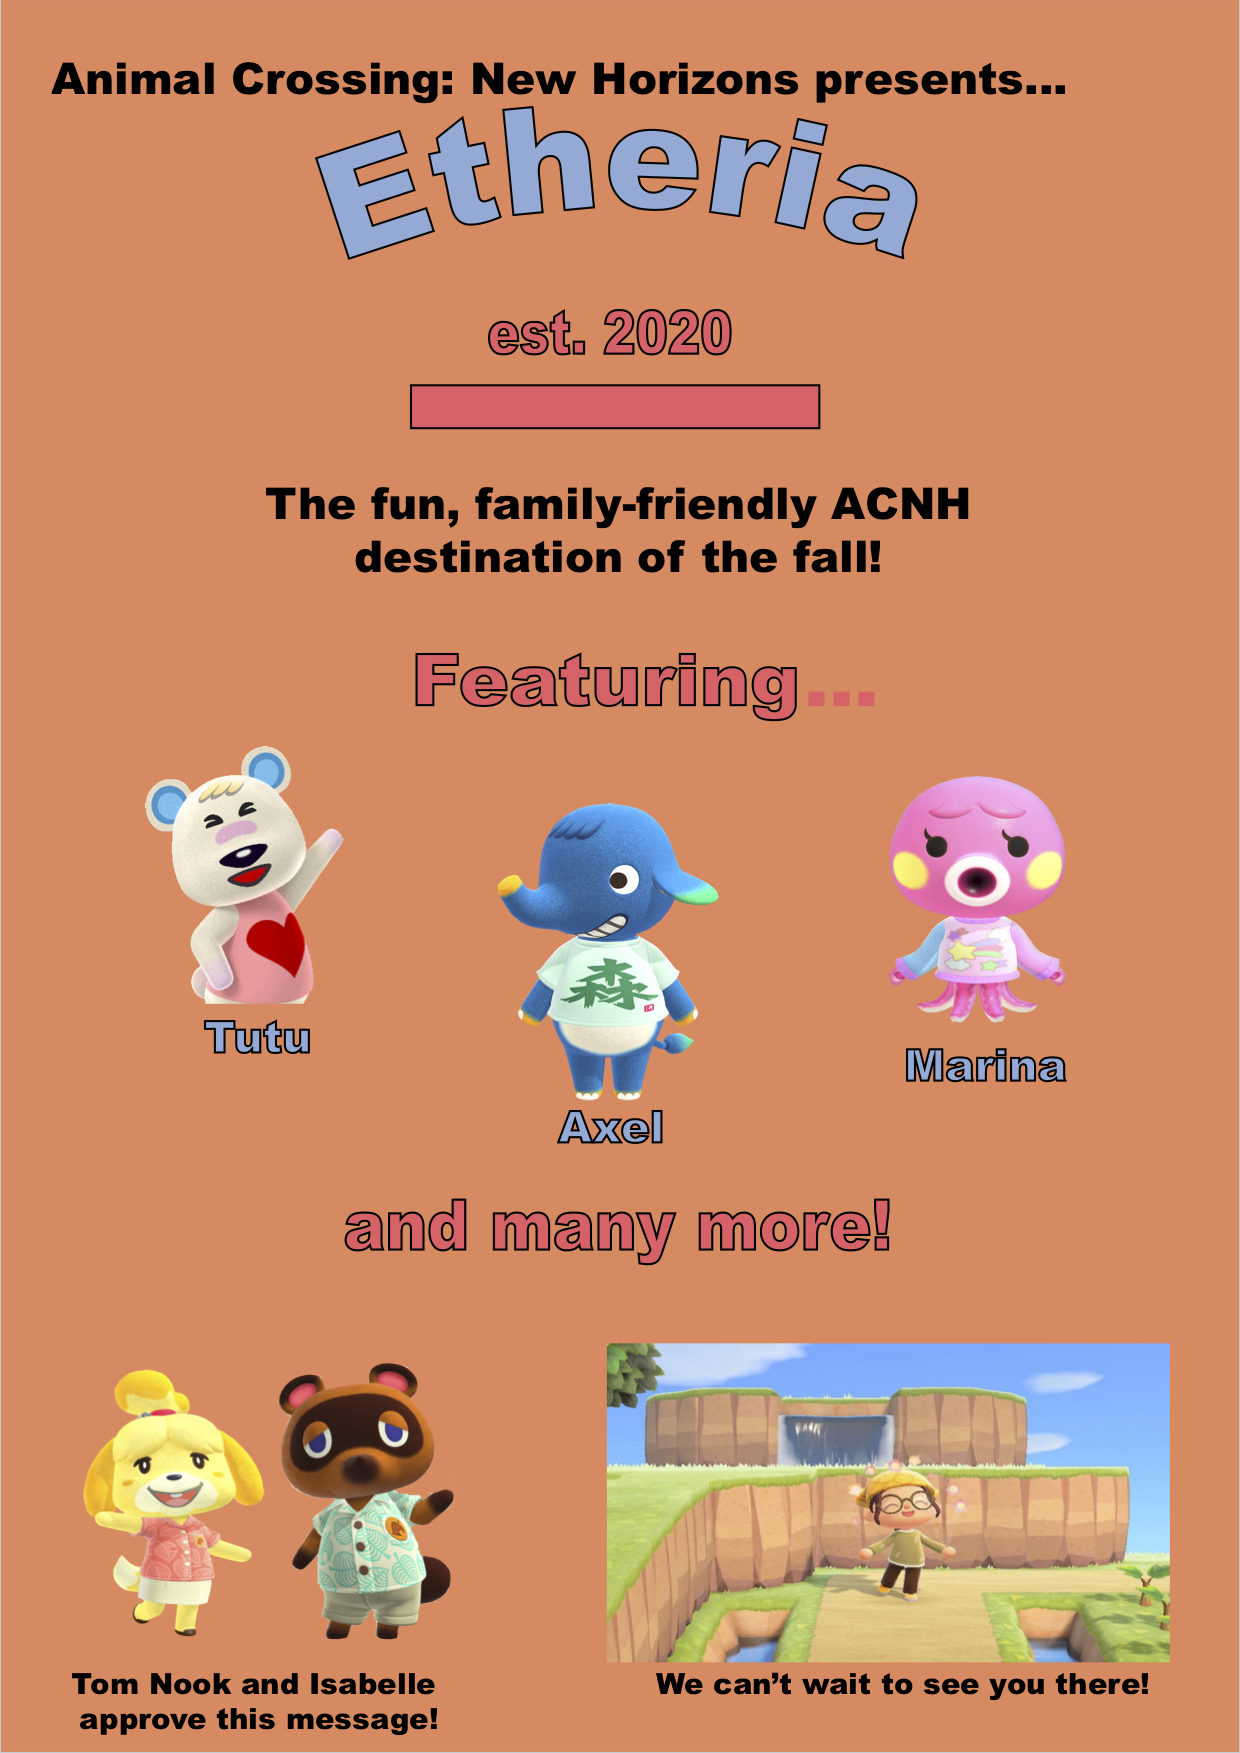 Animal Crossing: New Horizons presents...
Etheria
est. 2020
The fun, family-friendly ACNH
destination of the fall!
Featuring...
森
Tutu
Axel
Marina
and many more!
Tom Nook and Isabelle
approve this message!
We can’t wait to see you there!